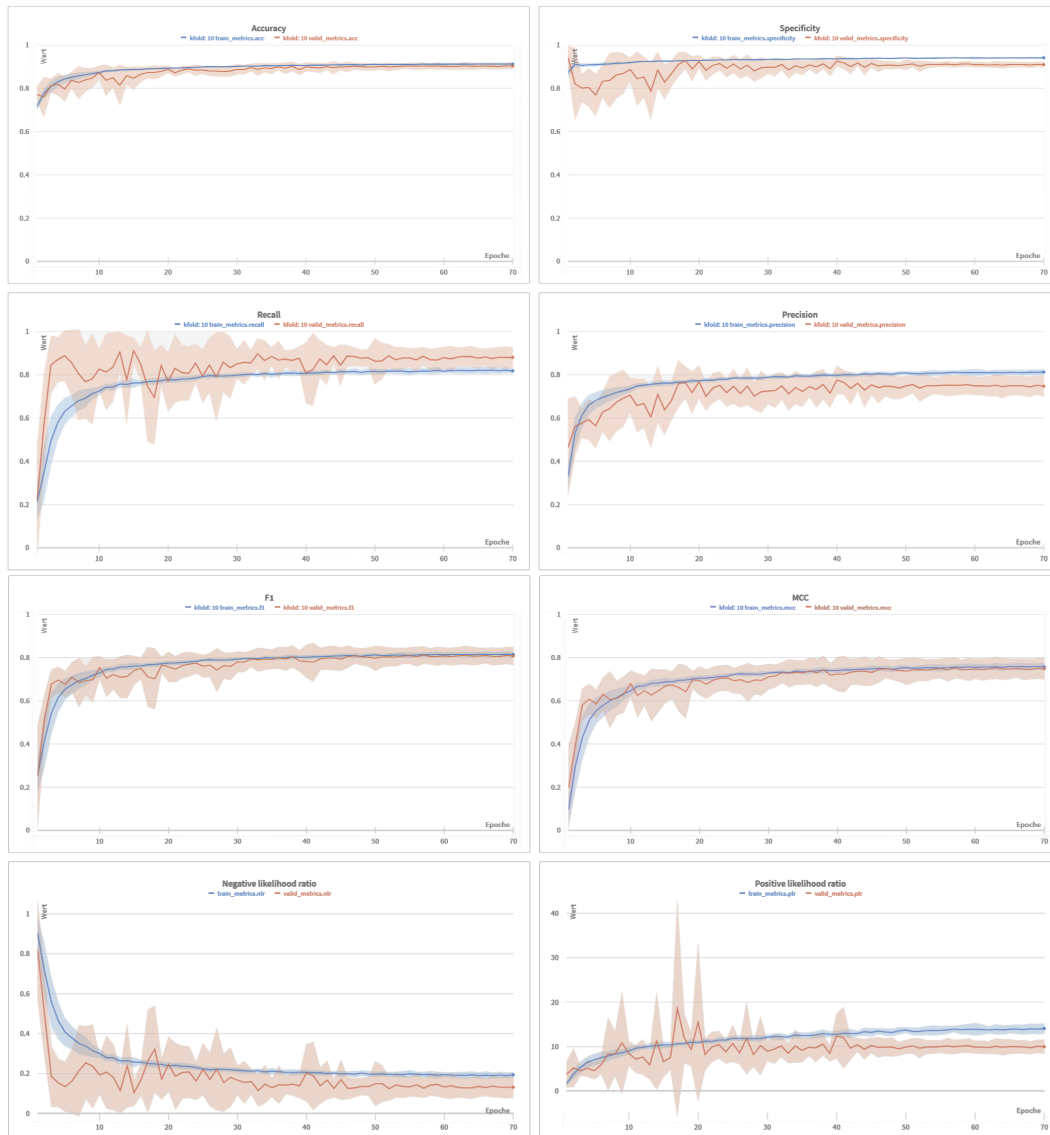 Accuracy
kfold: 10 train_metrics.acc kfold: 10 valid_metrics.acc
Wert
1
0.8
0.6
0.4
0.2
0
Epoche
10 20 30 40 50 60 70
Specificity
kfold: 10 train_metrics.specificity kfold: 10 valid_metrics.specificity
Wert
1
0.8
0.6
0.4
0.2
0
Epoche
10 20 30 40 50 60 70
Recall
kfold: 10 train_metrics.recall kfold: 10 valid_metrics.recall
Wert
1
0.8
0.6
0.4
0.2
0
Epoche
10 20 30 40 50 60 70
Precision
kfold: 10 train_metrics.precision kfold: 10 valid_metrics.precision
Wert
1
0.8
0.6
0.4
0.2
0
Epoche
10 20 30 40 50 60 70
F1
kfold: 10 train_metrics.f1 kfold: 10 valid_metrics.f1
Wert
1
0.8
0.6
0.4
0.2
0
Epoche
10 20 30 40 50 60 70
MCC
kfold: 10 train_metrics.mcc kfold: 10 valid_metrics.mcc
Wert
1
0.8
0.6
0.4
0.2
0
Epoche
10 20 30 40 50 60 70
Negative likelihood ratio
train_metrics.nlr valid_metrics.nlr
Wert
1
0.8
0.6
0.4
0.2
0
Epoche
10 20 30 40 50 60 70
Positive likelihood ratio
train_metrics.plr valid_metrics.plr
Wert
40
30
20
10
0
Epoche
10 20 30 40 50 60 70